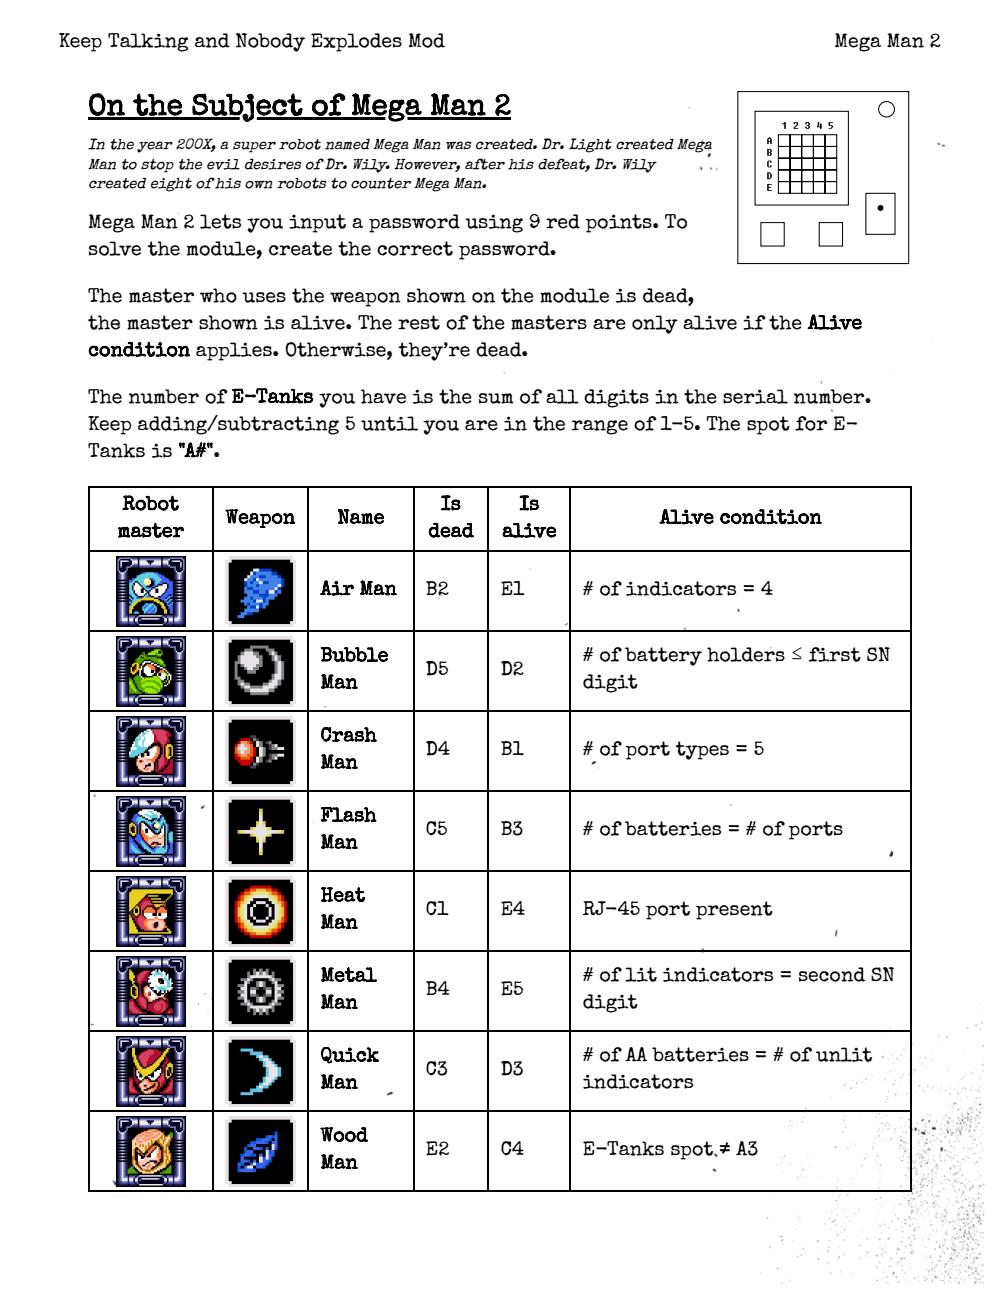 Keep Talking and Nobody Explodes Mod
Mega Man 2
On the Subject of Mega Man 2
In the year 200X, a super robot named Mega Man was created. Dr. Light created Mega
Man to stop the evil desires of Dr. Wily. However, after his defeat, Dr. Wily
created eight of his own robots to counter Mega Man.
1 2 3 4 5
A
B
C
D
E
Mega Man 2 lets you input a password using 9 red points. To
solve the module, create the correct password.
The master who uses the weapon shown on the module is dead,
the master shown is alive. The rest of the masters are only alive if the Alive
condition applies. Otherwise, they're dead.
The number of E-Tanks you have is the sum of all digits in the serial number.
Keep adding/subtracting 5 until you are in the range of 1-5. The spot for E-
Tanks is "A#".
Robot
master
Weapon
Name
Is
dead
Is
alive
Alive condition
Air Man
B2
E1
# of indicators = 4
Bubble
Man
D5
D2
# of battery holders ≤ first SN
digit
Crash
Man
D4
B1
# of port types = 5
Flash
Man
C5
B3
# of batteries = # of ports
Heat
Man
C1
E4
RJ-45 port present
Metal
Man
B4
E5
# of lit indicators = second SN
digit
Quick
Man
C3
D3
# of AA batteries = # of unlit
indicators
Wood
Man
E2
C4
E-Tanks spot ≠ A3